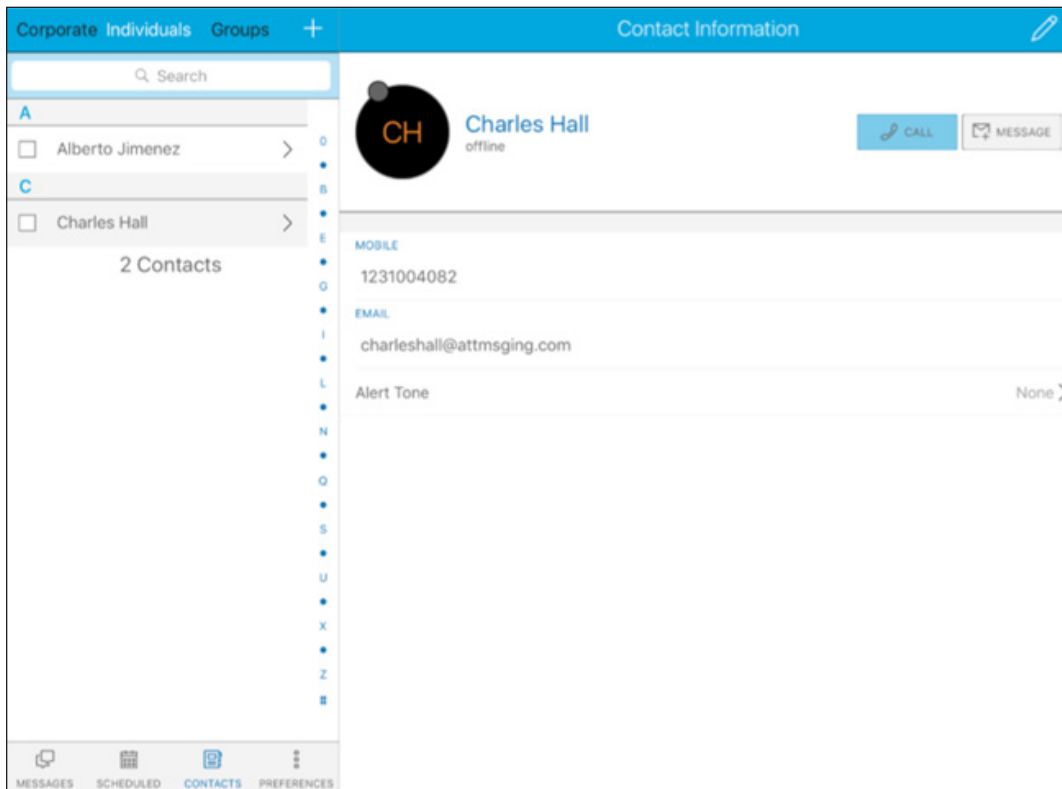 Corporate Individuals Groups +
Search
A
Alberto Jimenez
C
Charles Hall
2 Contacts
0
B
E
G
I
L
N
Q
S
U
X
Z
#
MESSAGES SCHEDULED CONTACTS PREFERENCES
Contact Information
CH
Charles Hall
offline
CALL MESSAGE
MOBILE
1231004082
EMAIL
charleshall@attmsging.com
Alert Tone None